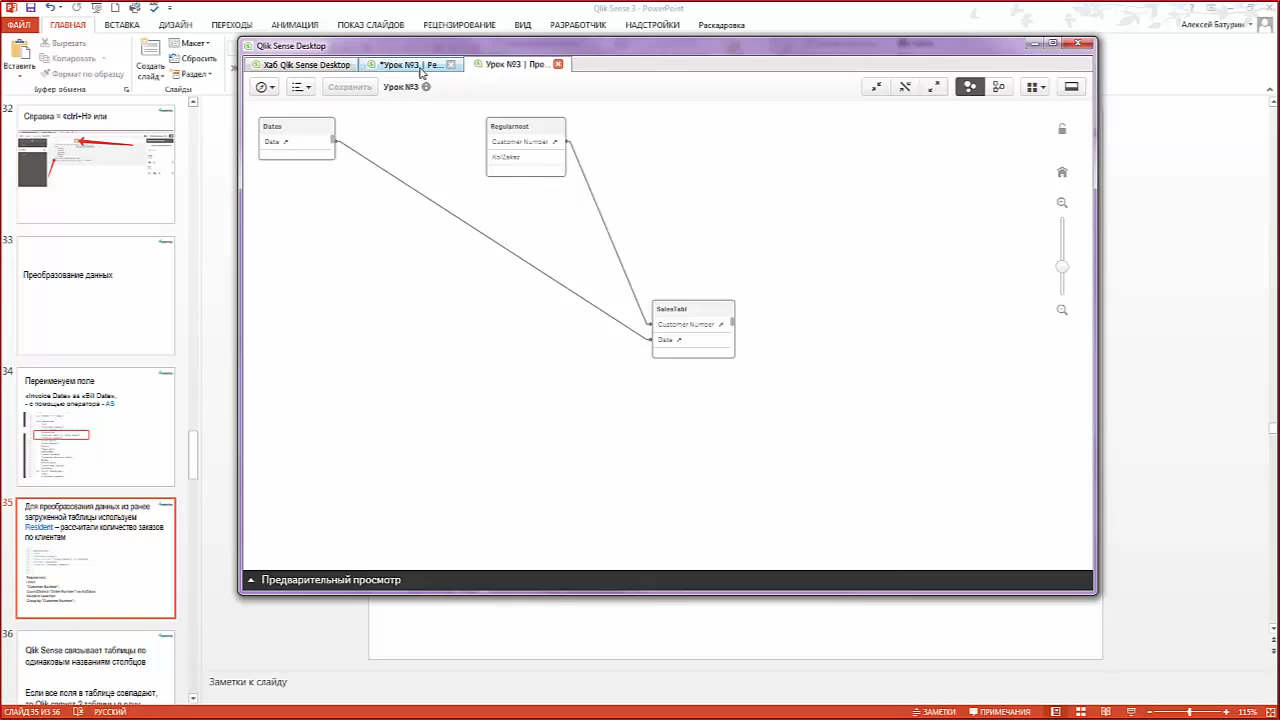 Qlik Sense 3 - PowerPoint
ФАЙЛ ГЛАВНАЯ ВСТАВКА ДИЗАЙН ПЕРЕХОДЫ АНИМАЦИЯ ПОКАЗ СЛАЙДОВ РЕЦЕНЗИРОВАНИЕ ВИД РАЗРАБОТЧИК НАДСТРОЙКИ Раскадровка Алексей Батурин
Вставить
Вырезать
Копировать
Формат по образцу
Буфер обмена
Создать слайд
Макет
Сбросить
Раздел
Слайды
Qlik Sense Desktop
Хаб Qlik Sense Desktop *Урок №3 | Ре... Урок №3 | Про...
Сохранить Урок №3
Dates
Date
Regularnost
Customer Number
KolZakaz
SalesTabl
Customer Number
Date
Предварительный просмотр
32
Справка = «ctrl+H» или
33
Преобразование данных
34
Переименуем поле
«Invoice Date» as «Bill Date»,
- с помощью оператора - AS
35
Для преобразования данных из ранее
загруженной таблицы используем
Resident – рассчитали количество заказов
по клиентам
36
Qlik Sense связывает таблицы по
одинаковым названиям столбцов
Если все поля в таблице совпадают,
Заметки к слайду
СЛАЙД 35 ИЗ 56 РУССКИЙ ЗАМЕТКИ ПРИМЕЧАНИЯ 115%